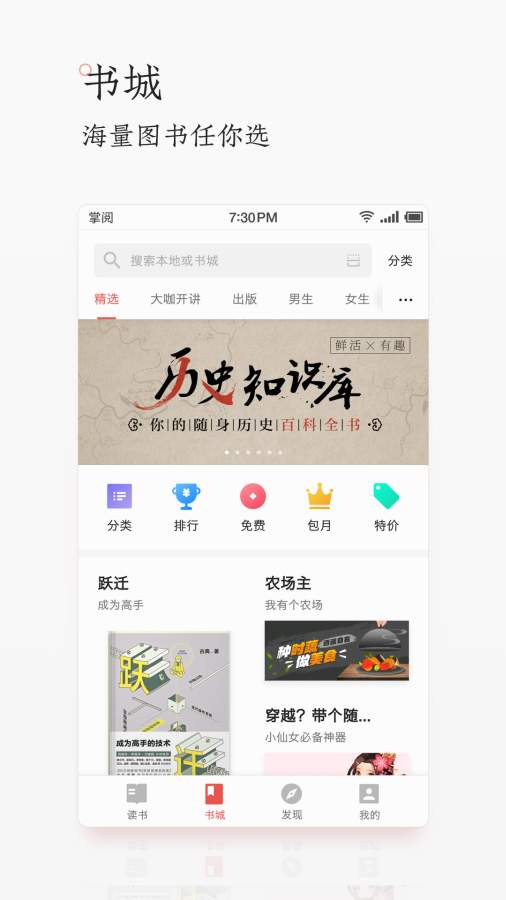 书城
海量图书任你选
掌阅
7:30PM
搜索本地或书城
分类
精选
大咖开讲
出版
男生
女生
鲜活×有趣
历史知识库
你的随身历史百科全书
分类
排行
免费
包月
特价
跃迁
成为高手
农场主
我有个农场
跃
古典 著
成为高手的技术
迁
种时蔬
做美食
穿越？带个随...
小仙女必备神器
读书
书城
发现
我的